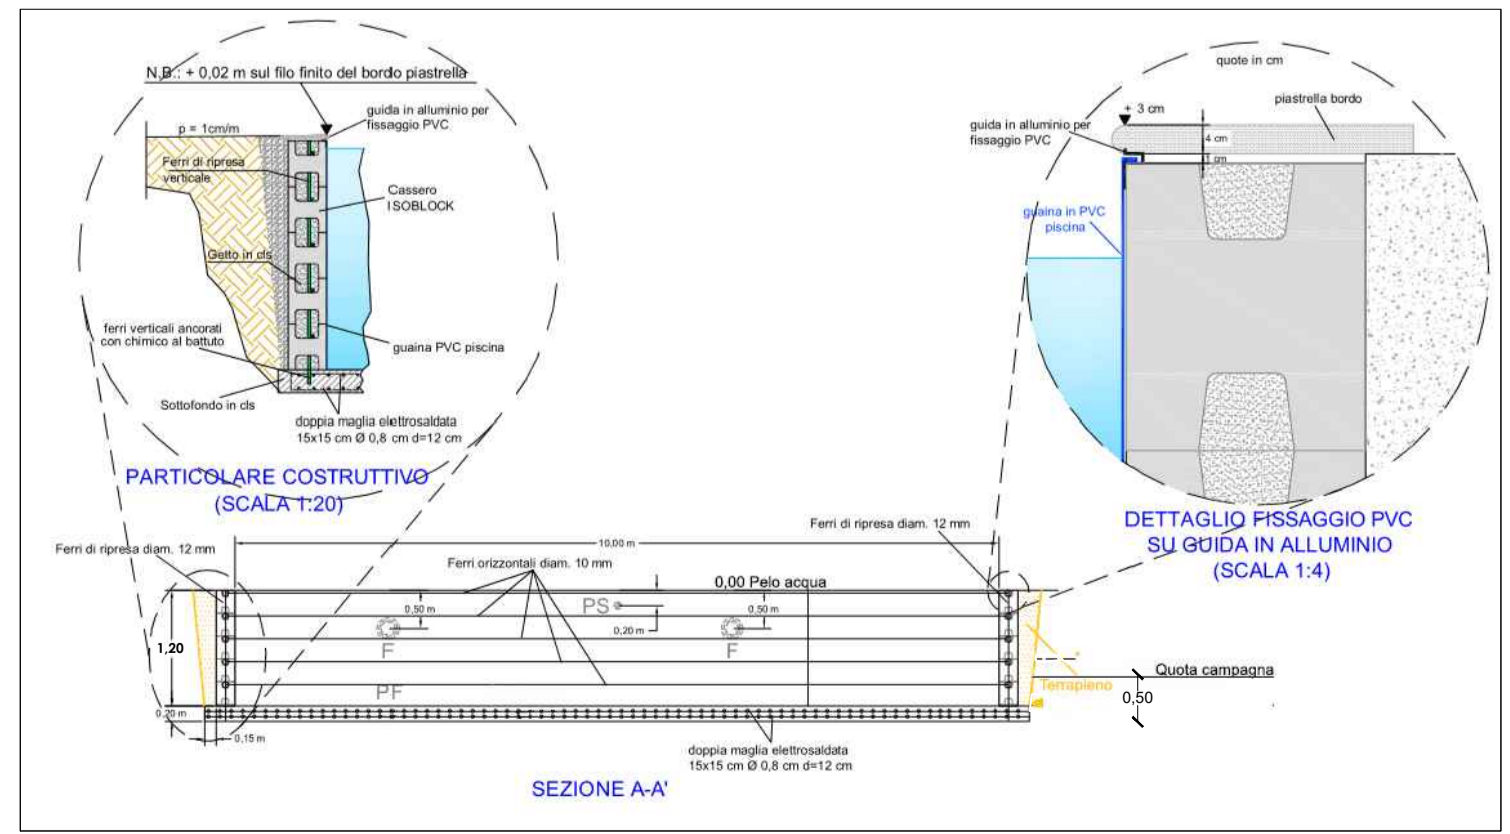 N.B.: + 0,02 m sul filo finito del bordo piastrella
guida in alluminio per
fissaggio PVC
p = 1cm/m
Ferri di ripresa
verticale
Cassero
ISOBLOCK
Getto in cls
ferri verticali ancorati
con chimico al battuto
guaina PVC piscina
Sottofondo in cls
doppia maglia elettrosaldata
15x15 cm Ø 0,8 cm d=12 cm
PARTICOLARE COSTRUTTIVO
(SCALA 1:20)
quote in cm
piastrella bordo
+ 3 cm
guida in alluminio per
fissaggio PVC
4 cm
1 cm
guaina in PVC
piscina
DETTAGLIO FISSAGGIO PVC
SU GUIDA IN ALLUMINIO
(SCALA 1:4)
Ferri di ripresa diam. 12 mm
Ferri di ripresa diam. 12 mm
10,00 m
Ferri orizzontali diam. 10 mm
0,00 Pelo acqua
0,50 m
PS
0,50 m
0,20 m
F
F
1,20
PF
Quota campagna
Terrapieno
0,50
0,20 m
0,15 m
doppia maglia elettrosaldata
15x15 cm Ø 0,8 cm d=12 cm
SEZIONE A-A'